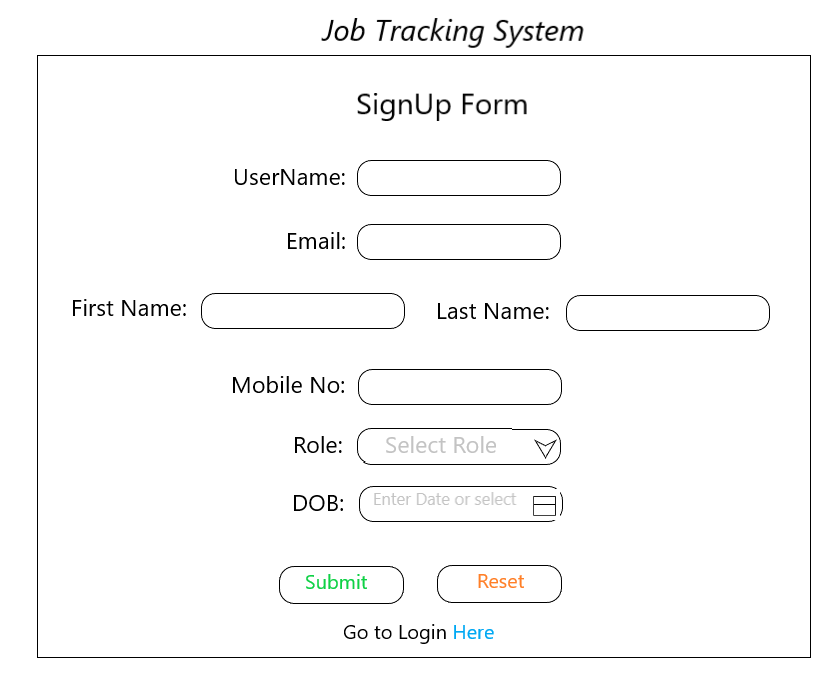 Job Tracking System
SignUp Form
UserName:
Email:
First Name: Last Name:
Mobile No:
Role: Select Role
DOB: Enter Date or select
Submit Reset
Go to Login Here